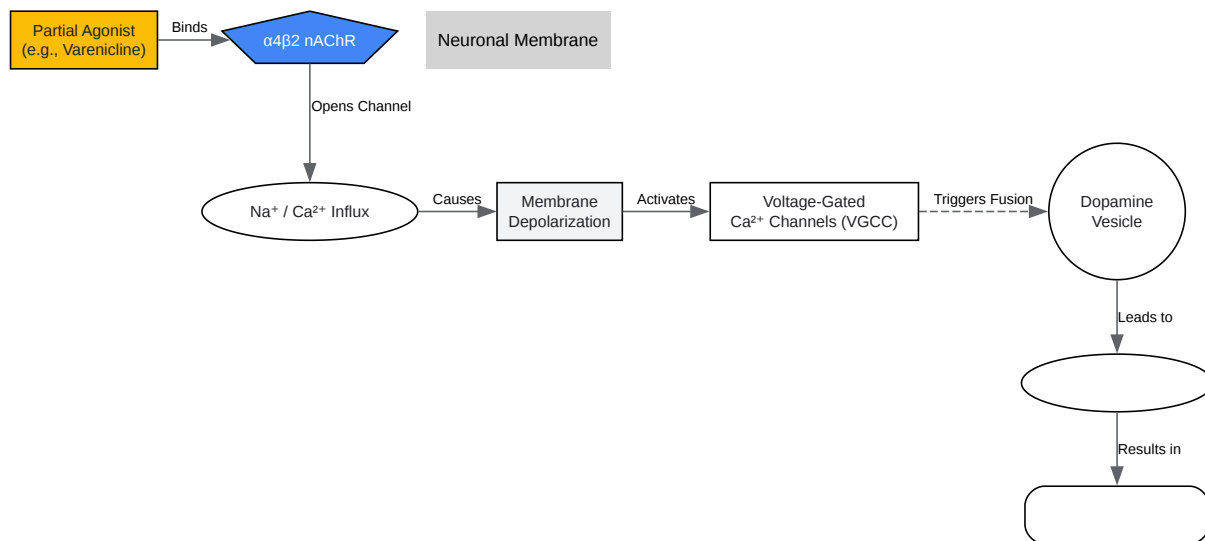 Partial Agonist
(e.g., Varenicline)
Binds
α4β2 nAChR
Neuronal Membrane
Opens Channel
Na⁺ / Ca²⁺ Influx
Causes
Membrane
Depolarization
Activates
Voltage-Gated
Ca²⁺ Channels (VGCC)
Triggers Fusion
Dopamine
Vesicle
Leads to
Results in